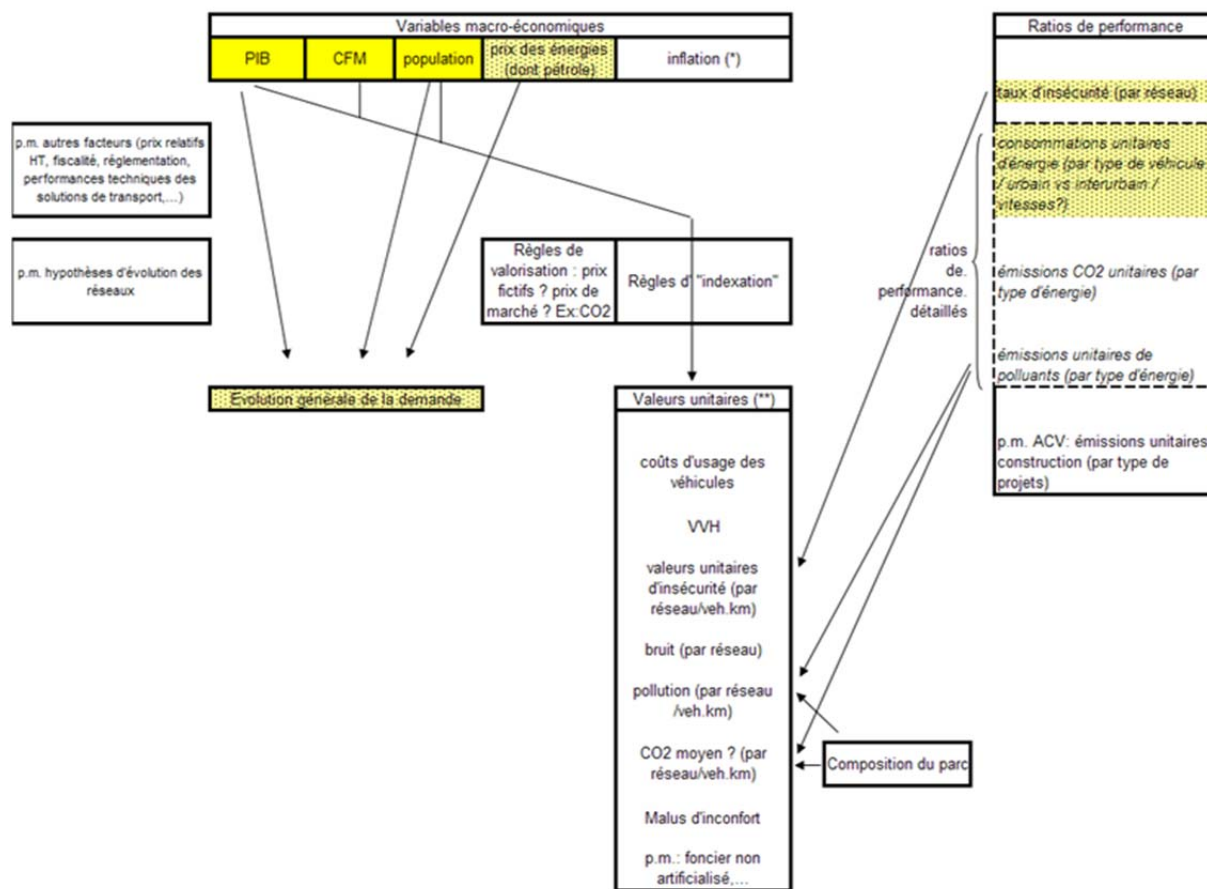 Variables macro-économiques
PIB
CFM
population
prix des énergies
(dont pétrole)
inflation (*)
Ratios de performance
taux d'insécurité (par réseau)
consommations unitaires
d'énergie (par type de véhicule
/ urbain vs interurbain /
vitesses?)
émissions CO2 unitaires (par
type d'énergie)
émissions unitaires de
polluants (par type d'énergie)
p.m. ACV: émissions unitaires
construction (par type de
projets)
ratios
de
performance.
détaillés
p.m. autres facteurs (prix relatifs
HT, fiscalité, réglementation,
performances techniques des
solutions de transport,...)
p.m. hypothèses d'évolution des
réseaux
Règles de
valorisation : prix
fictifs ? prix de
marché ? Ex:CO2
Règles d' "indexation"
Evolution générale de la demande
Valeurs unitaires (**)
coûts d'usage des
véhicules
VVH
valeurs unitaires
d'insécurité (par
réseau/veh.km)
bruit (par réseau)
pollution (par réseau
/veh.km)
CO2 moyen ? (par
réseau/veh.km)
Malus d'inconfort
p.m.: foncier non
artificialisé,...
Composition du parc